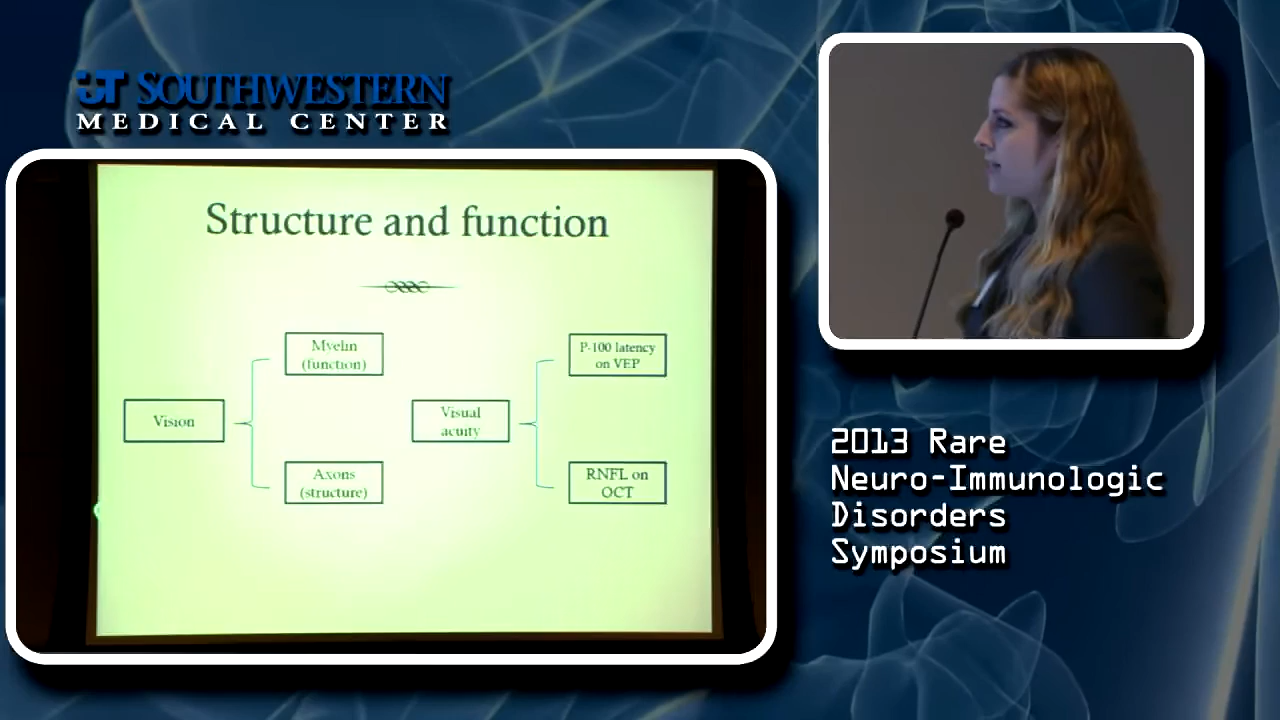 UT SOUTHWESTERN
MEDICAL CENTER
Structure and function
Vision
Myelin
(function)
Axons
(structure)
Visual
acuity
P-100 latency
on VEP
RNFL on
OCT
2013 Rare
Neuro-Immunologic
Disorders
Symposium